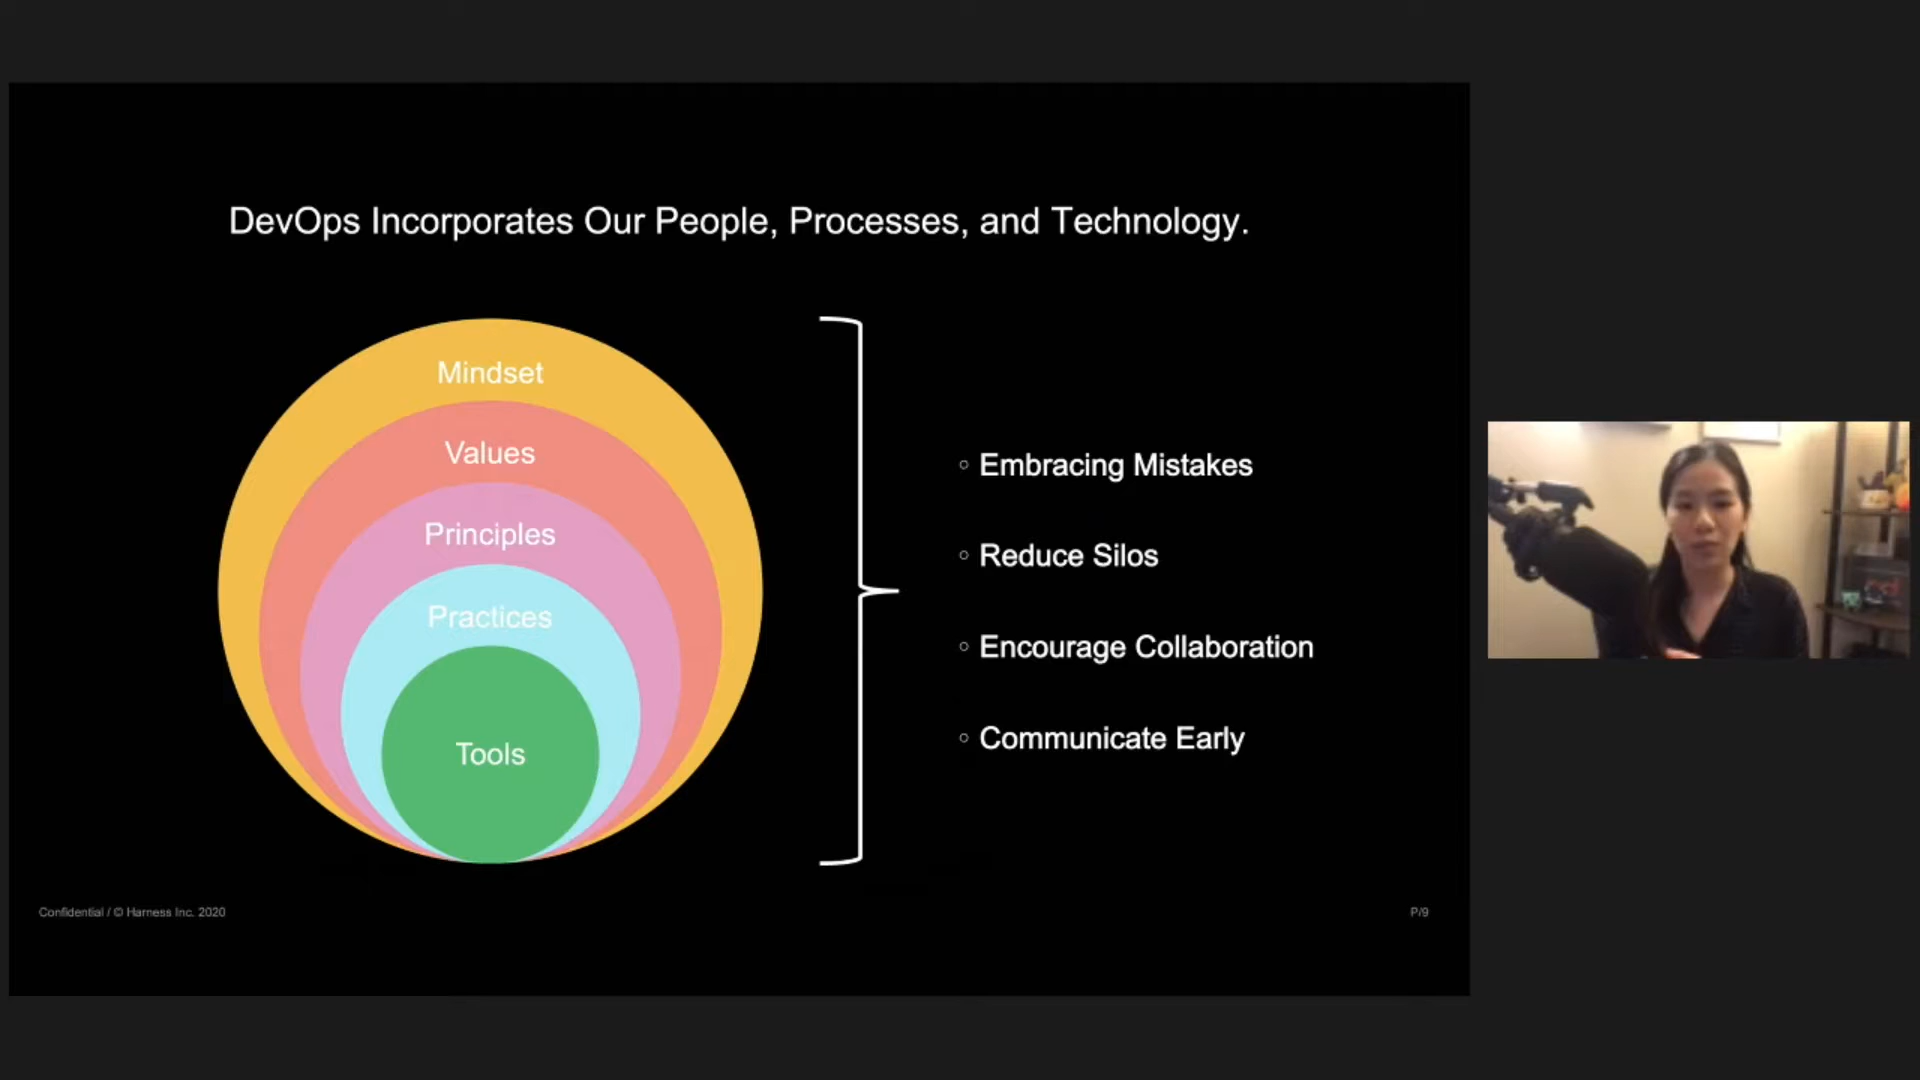 DevOps Incorporates Our People, Processes, and Technology.
Mindset
Values
Principles
Practices
Tools
◦ Embracing Mistakes
◦ Reduce Silos
◦ Encourage Collaboration
◦ Communicate Early
Confidential / © Harness Inc. 2020
P/9